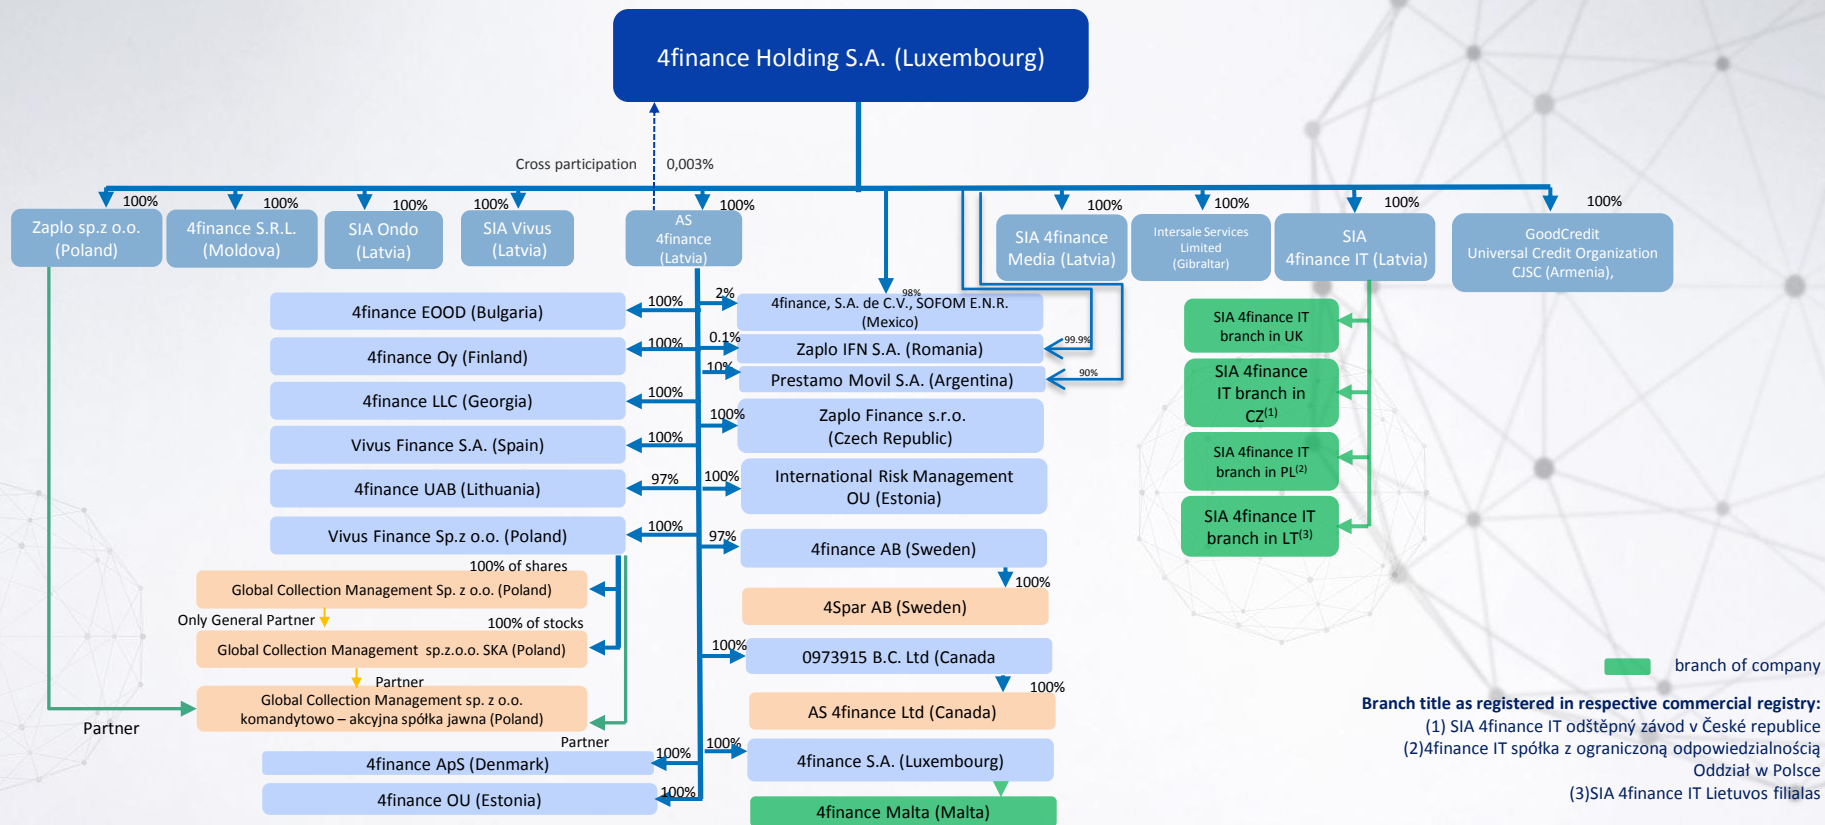 4finance Holding S.A. (Luxembourg)
Cross participation 0,003%
100%
100%
100%
100%
100%
100%
100%
100%
100%
Zaplo sp.z o.o.
(Poland)
4finance S.R.L.
(Moldova)
SIA Ondo
(Latvia)
SIA Vivus
(Latvia)
AS
4finance
(Latvia)
SIA 4finance
Media (Latvia)
Intersale Services
Limited
(Gibraltar)
SIA
4finance IT (Latvia)
GoodCredit
Universal Credit Organization
CJSC (Armenia),
100%
4finance EOOD (Bulgaria)
100%
4finance Oy (Finland)
100%
4finance LLC (Georgia)
100%
Vivus Finance S.A. (Spain)
97%
4finance UAB (Lithuania)
100%
Vivus Finance Sp.z o.o. (Poland)
100% of shares
Global Collection Management Sp. z o.o. (Poland)
Only General Partner
100% of stocks
Global Collection Management sp.z.o.o. SKA (Poland)
Partner
Global Collection Management sp. z o.o.
komandytowo – akcyjna spółka jawna (Poland)
Partner
Partner
100%
4finance ApS (Denmark)
100%
4finance OU (Estonia)
2%
98%
4finance, S.A. de C.V., SOFOM E.N.R.
(Mexico)
0.1%
Zaplo IFN S.A. (Romania)
99.9%
10%
Prestamo Movil S.A. (Argentina)
90%
100%
Zaplo Finance s.r.o.
(Czech Republic)
100%
International Risk Management
OU (Estonia)
97%
4finance AB (Sweden)
100%
4Spar AB (Sweden)
100%
0973915 B.C. Ltd (Canada
100%
AS 4finance Ltd (Canada)
100%
4finance S.A. (Luxembourg)
4finance Malta (Malta)
SIA 4finance IT
branch in UK
SIA 4finance
IT branch in
CZ(1)
SIA 4finance IT
branch in PL(2)
SIA 4finance IT
branch in LT(3)
branch of company
Branch title as registered in respective commercial registry:
(1) SIA 4finance IT odštěpný závod v České republice
(2)4finance IT spółka z ograniczoną odpowiedzialnością
Oddział w Polsce
(3)SIA 4finance IT Lietuvos filialas